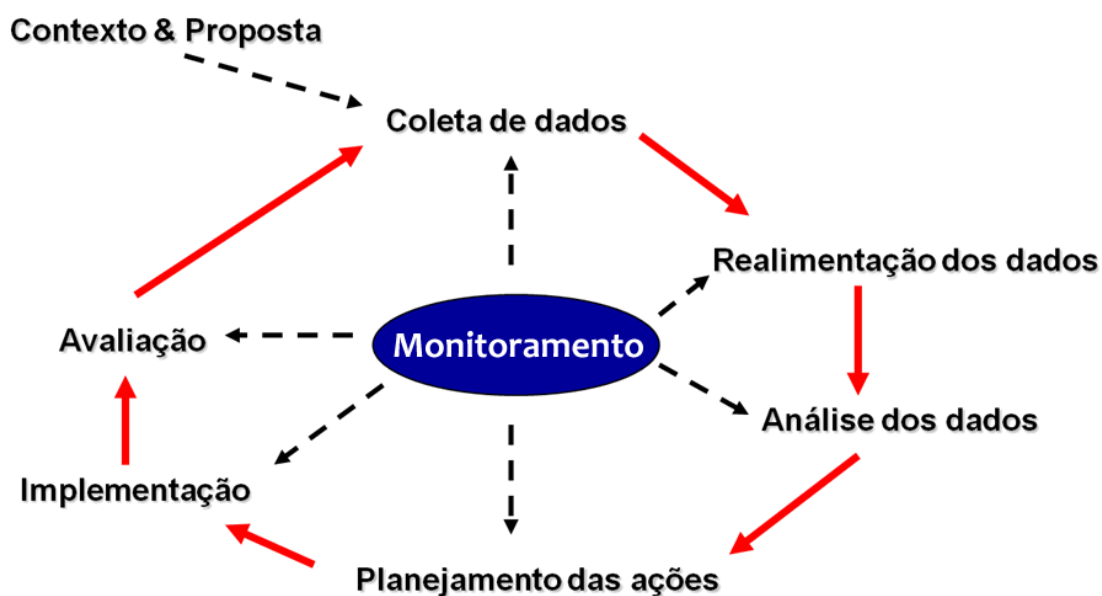 Contexto & Proposta
Coleta de dados
Realimentação dos dados
Avaliação
Monitoramento
Análise dos dados
Implementação
Planejamento das ações